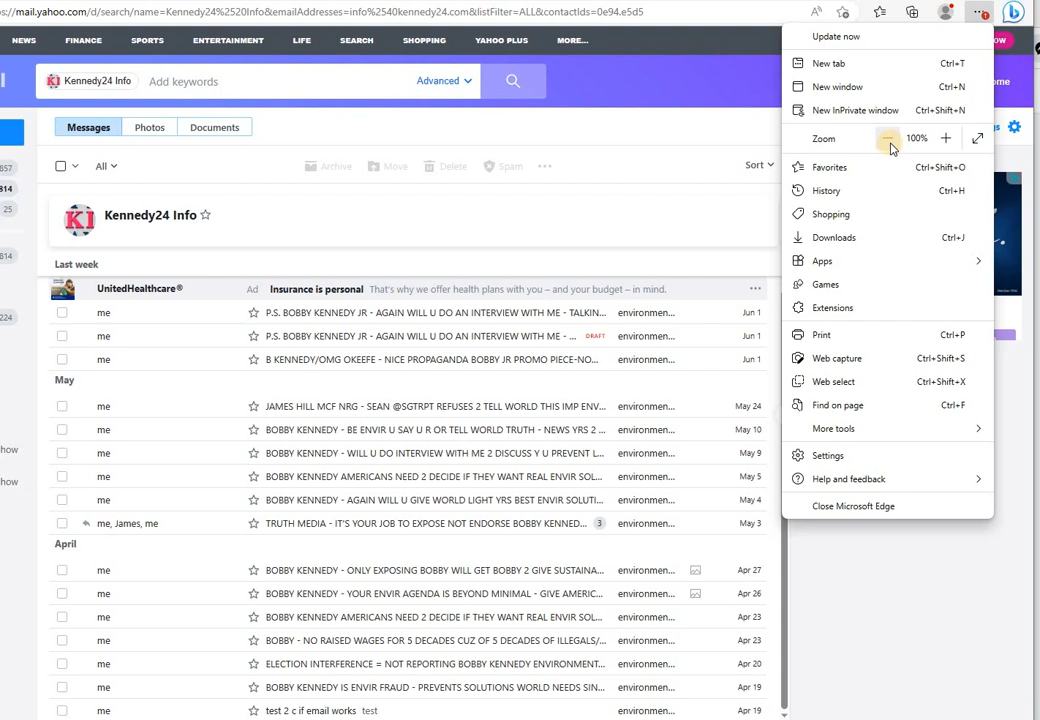 s://mail.yahoo.com/d/search/name=Kennedy24%2520Info&emailAddresses=info%2540kennedy.com&listFilter=ALL&contactIds=0e94.ed5
NEWS FINANCE SPORTS ENTERTAINMENT LIFE SEARCH SHOPPING YAHOO PLUS MORE... OW
KI Kennedy24 Info Add keywords Advanced ome
Messages Photos Documents gs
All Archive Move Delete Spam ••• Sort
857
814
25
KI Kennedy24 Info
814
Last week
UnitedHealthcare® Ad Insurance is personal That's why we offer health plans with you – and your budget – in mind. •••
me P.S. BOBBY KENNEDY JR - AGAIN WILL U DO AN INTERVIEW WITH ME - TALKIN... environmen... Jun 1
224
me P.S. BOBBY KENNEDY JR - AGAIN WILL U DO AN INTERVIEW WITH ME - ... DRAFT environmen... Jun 1
me B KENNEDY/OMG OKEEFE - NICE PROPAGANDA BOBBY JR PROMO PIECE-NO... environmen... Jun 1
May
me JAMES HILL MCF NRG - SEAN @SGTRPT REFUSES 2 TELL WORLD THIS IMP ENV... environmen... May 24
me BOBBY KENNEDY - BE ENVIR U SAY U R OR TELL WORLD TRUTH - NEWS YRS 2 ... environmen... May 10
how
me BOBBY KENNEDY - WILL U DO INTERVIEW WITH ME 2 DISCUSS Y U PREVENT L... environmen... May 9
me BOBBY KENNEDY AMERICANS NEED 2 DECIDE IF THEY WANT REAL ENVIR SOL... environmen... May 5
how
me BOBBY KENNEDY - AGAIN WILL U GIVE WORLD LIGHT YRS BEST ENVIR SOLUTI... environmen... May 4
me, James, me TRUTH MEDIA - IT'S YOUR JOB TO EXPOSE NOT ENDORSE BOBBY KENNED... 3 environmen... May 3
April
me BOBBY KENNEDY - ONLY EXPOSING BOBBY WILL GET BOBBY 2 GIVE SUSTAINA... environmen... Apr 27
me BOBBY KENNEDY - YOUR ENVIR AGENDA IS BEYOND MINIMAL - GIVE AMERIC... environmen... Apr 26
me BOBBY KENNEDY AMERICANS NEED 2 DECIDE IF THEY WANT REAL ENVIR SOL... environmen... Apr 23
me BOBBY - NO RAISED WAGES FOR 5 DECADES CUZ OF 5 DECADES OF ILLEGALS/... environmen... Apr 23
me ELECTION INTERFERENCE = NOT REPORTING BOBBY KENNEDY ENVIRONMENT... environmen... Apr 20
me BOBBY KENNEDY IS ENVIR FRAUD - PREVENTS SOLUTIONS WORLD NEEDS SIN... environmen... Apr 19
me test 2 c if email works test environmen... Apr 19
Update now
New tab Ctrl+T
New window Ctrl+N
New InPrivate window Ctrl+Shift+N
Zoom — 100% +
Favorites Ctrl+Shift+O
History Ctrl+H
Shopping
Downloads Ctrl+J
Apps
Games
Extensions
Print Ctrl+P
Web capture Ctrl+Shift+S
Web select Ctrl+Shift+X
Find on page Ctrl+F
More tools
Settings
Help and feedback
Close Microsoft Edge